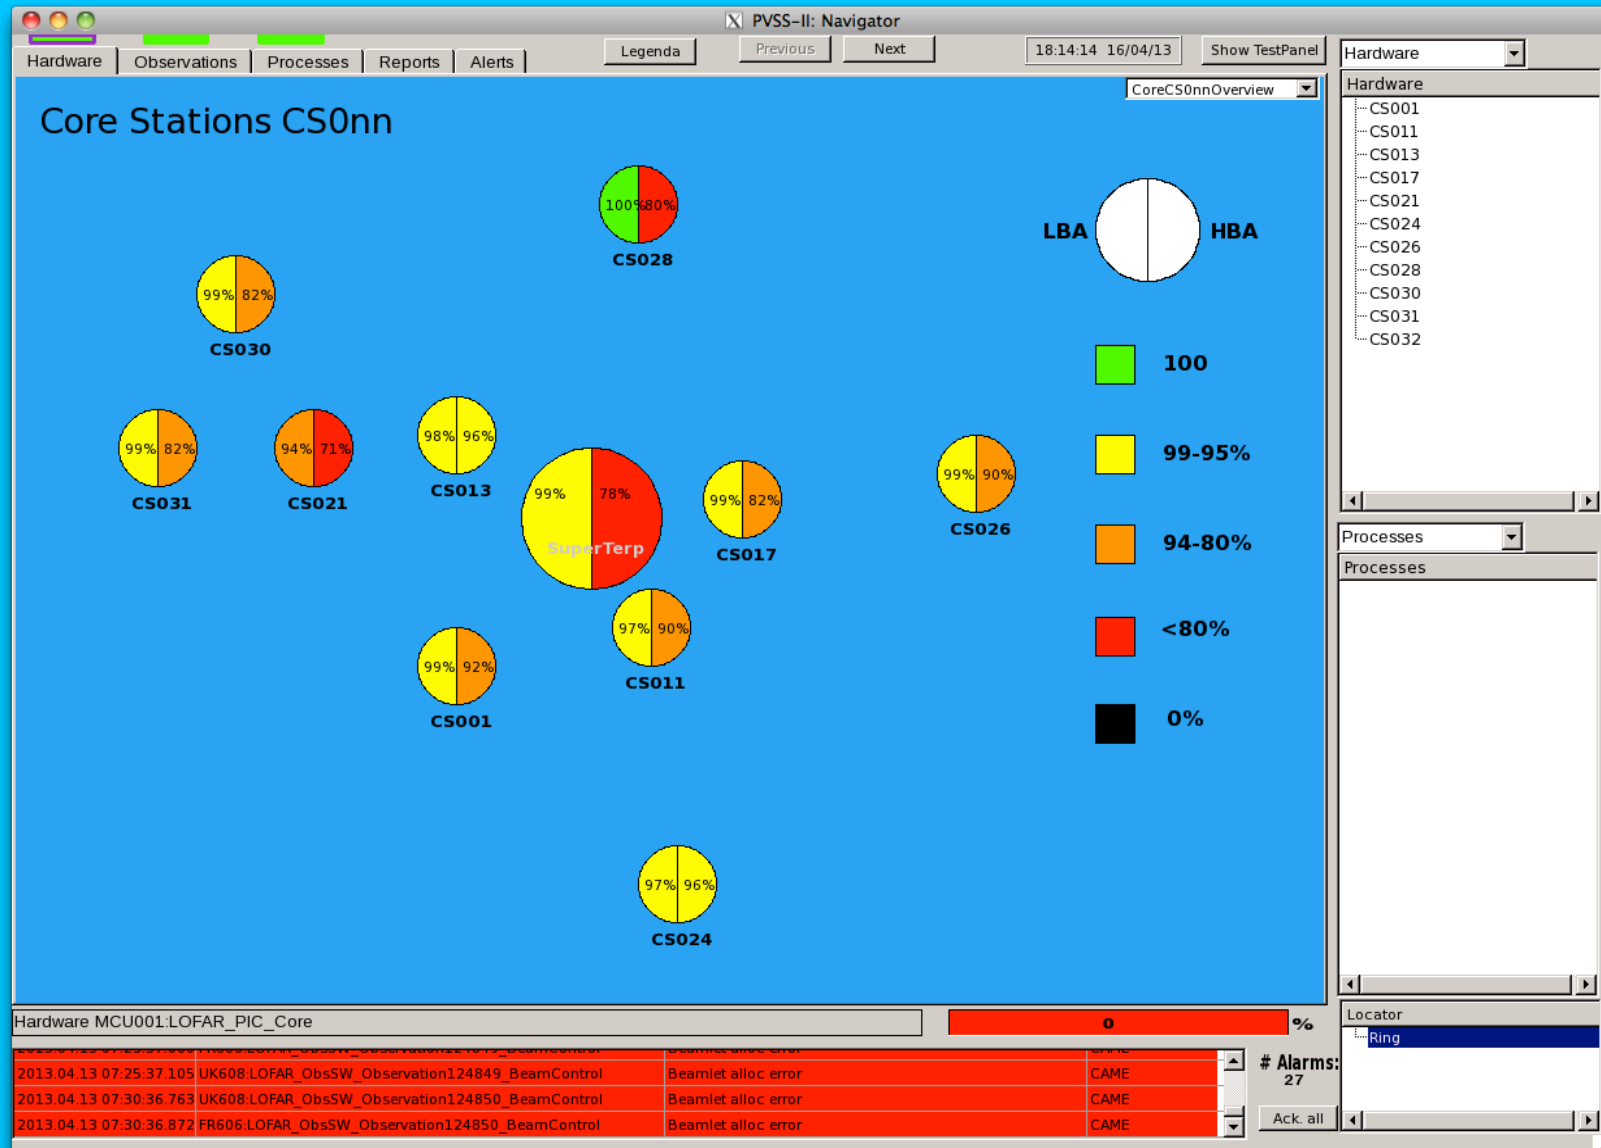 PVSS-II: Navigator
Hardware Observations Processes Reports Alerts
Legenda Previous Next 18:14:14 16/04/13 Show TestPanel
Hardware
CoreCS0nnOverview
Core Stations CS0nn
100% 80%
CS028
LBA HBA
99% 82%
CS030
100
99% 82%
CS031
94% 71%
CS021
98% 96%
CS013
99% 78%
SuperTerp
99% 82%
CS017
99% 90%
CS026
99-95%
94-80%
97% 90%
CS011
<80%
99% 92%
CS001
0%
97% 96%
CS024
Hardware
CS001
CS011
CS013
CS017
CS021
CS024
CS026
CS028
CS030
CS031
CS032
Processes
Processes
Locator
Ring
Hardware MCU001:LOFAR_PIC_Core
0 %
2013.04.13 07:25:37.105 UK608:LOFAR_ObsSW_Observation124849_BeamControl Beamlet alloc error CAME
2013.04.13 07:30:36.763 UK608:LOFAR_ObsSW_Observation124850_BeamControl Beamlet alloc error CAME
2013.04.13 07:30:36.872 FR606:LOFAR_ObsSW_Observation124850_BeamControl Beamlet alloc error CAME
# Alarms:
27
Ack. all